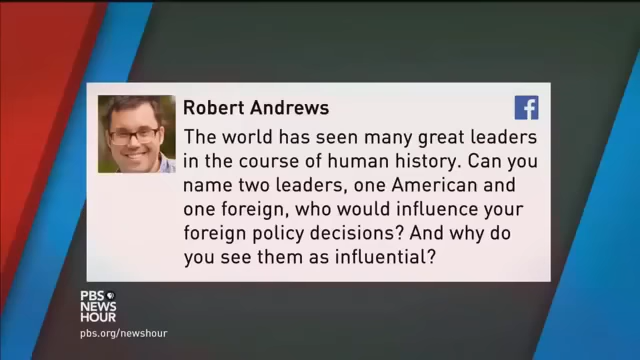 Robert Andrews
The world has seen many great leaders
in the course of human history. Can you
name two leaders, one American and
one foreign, who would influence your
foreign policy decisions? And why do
you see them as influential?
PBS
NEWS
HOUR
pbs.org/newshour